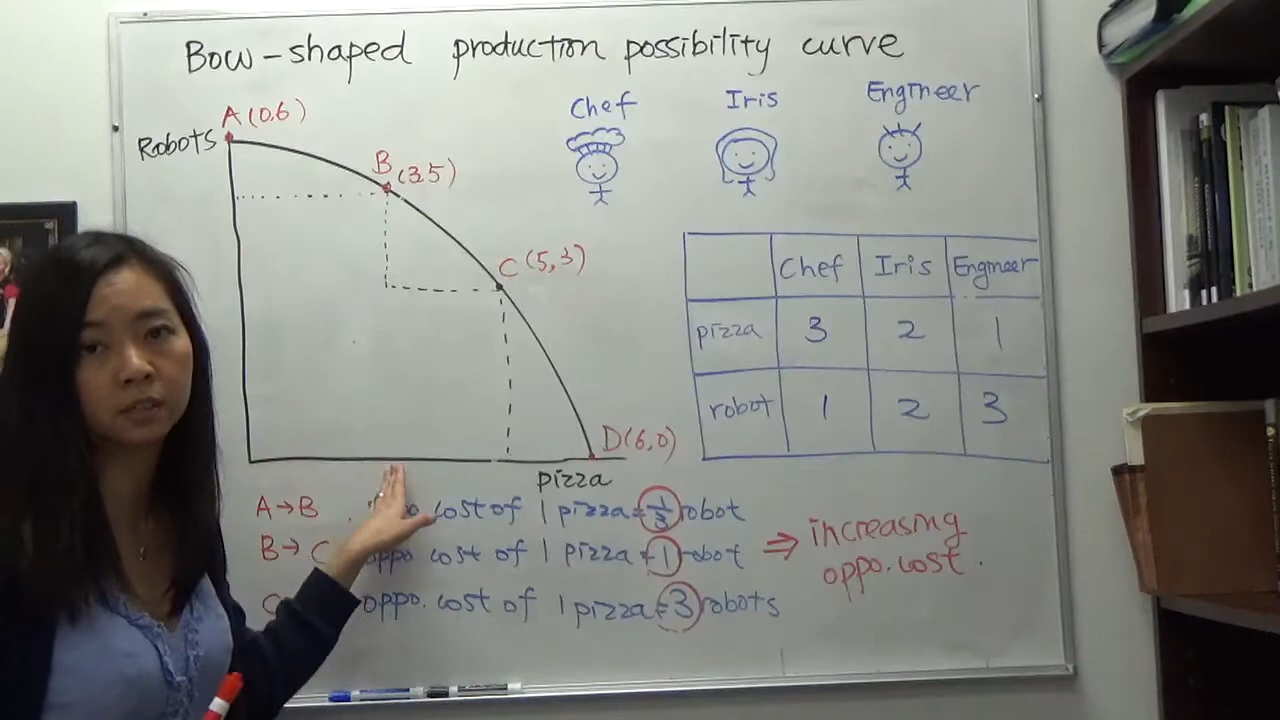 Bow-shaped production possibility curve
A(0,6)
Robots
B(3,5)
C(5,3)
D(6,0)
pizza
Chef Iris Engineer
Chef Iris Engneer
pizza 3 2 1
robot 1 2 3
A→B cost of 1 pizza = 1/3 robot
B→C oppo cost of 1 pizza = 1 robot
C oppo. cost of 1 pizza = 3 robots
⇒ increasing
oppo. cost.